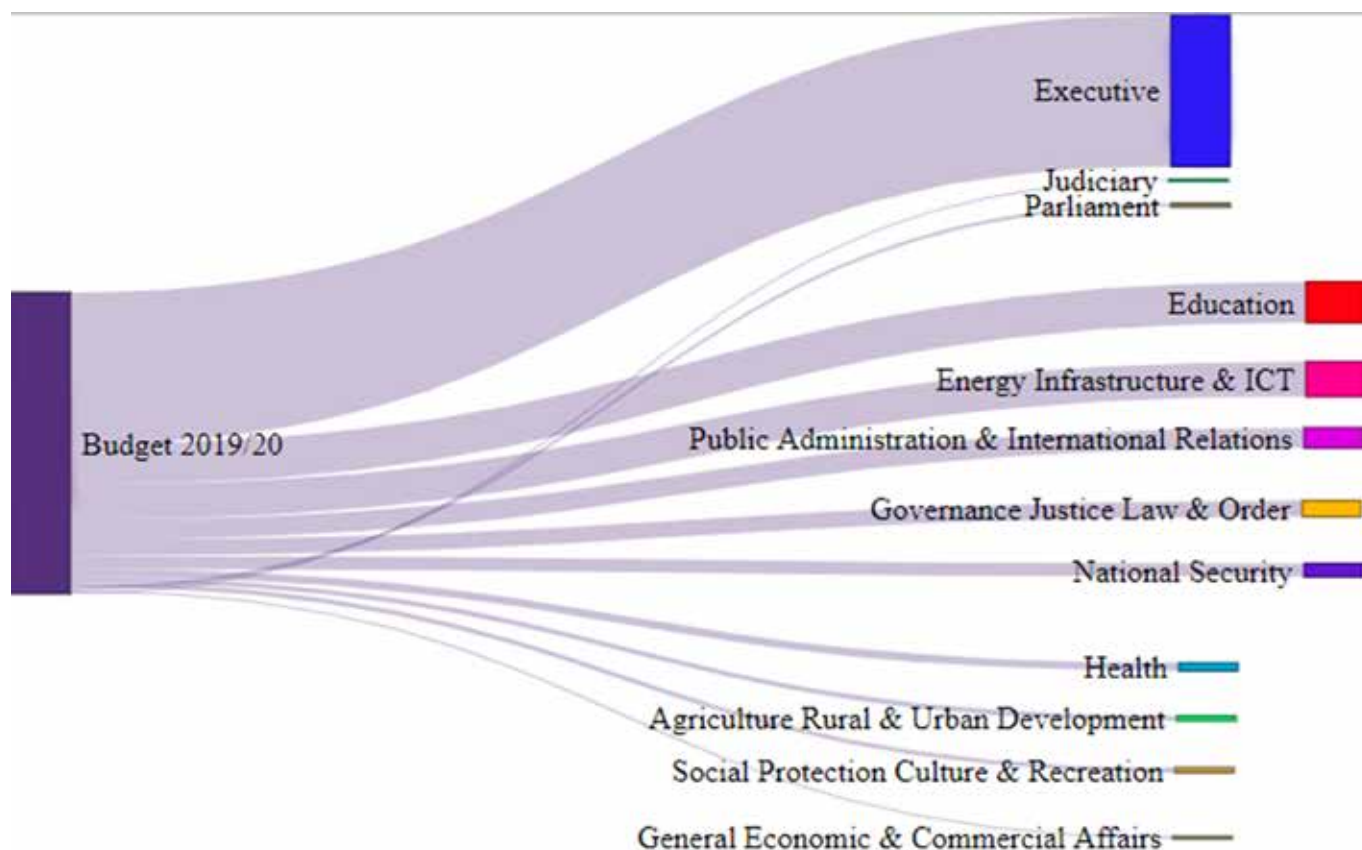 Executive
Judiciary
Parliament
Education
Energy Infrastructure & ICT
Public Administration & International Relations
Budget 2019/20
Governance Justice Law & Order
National Security
Health
Agriculture Rural & Urban Development
Social Protection Culture & Recreation
General Economic & Commercial Affairs